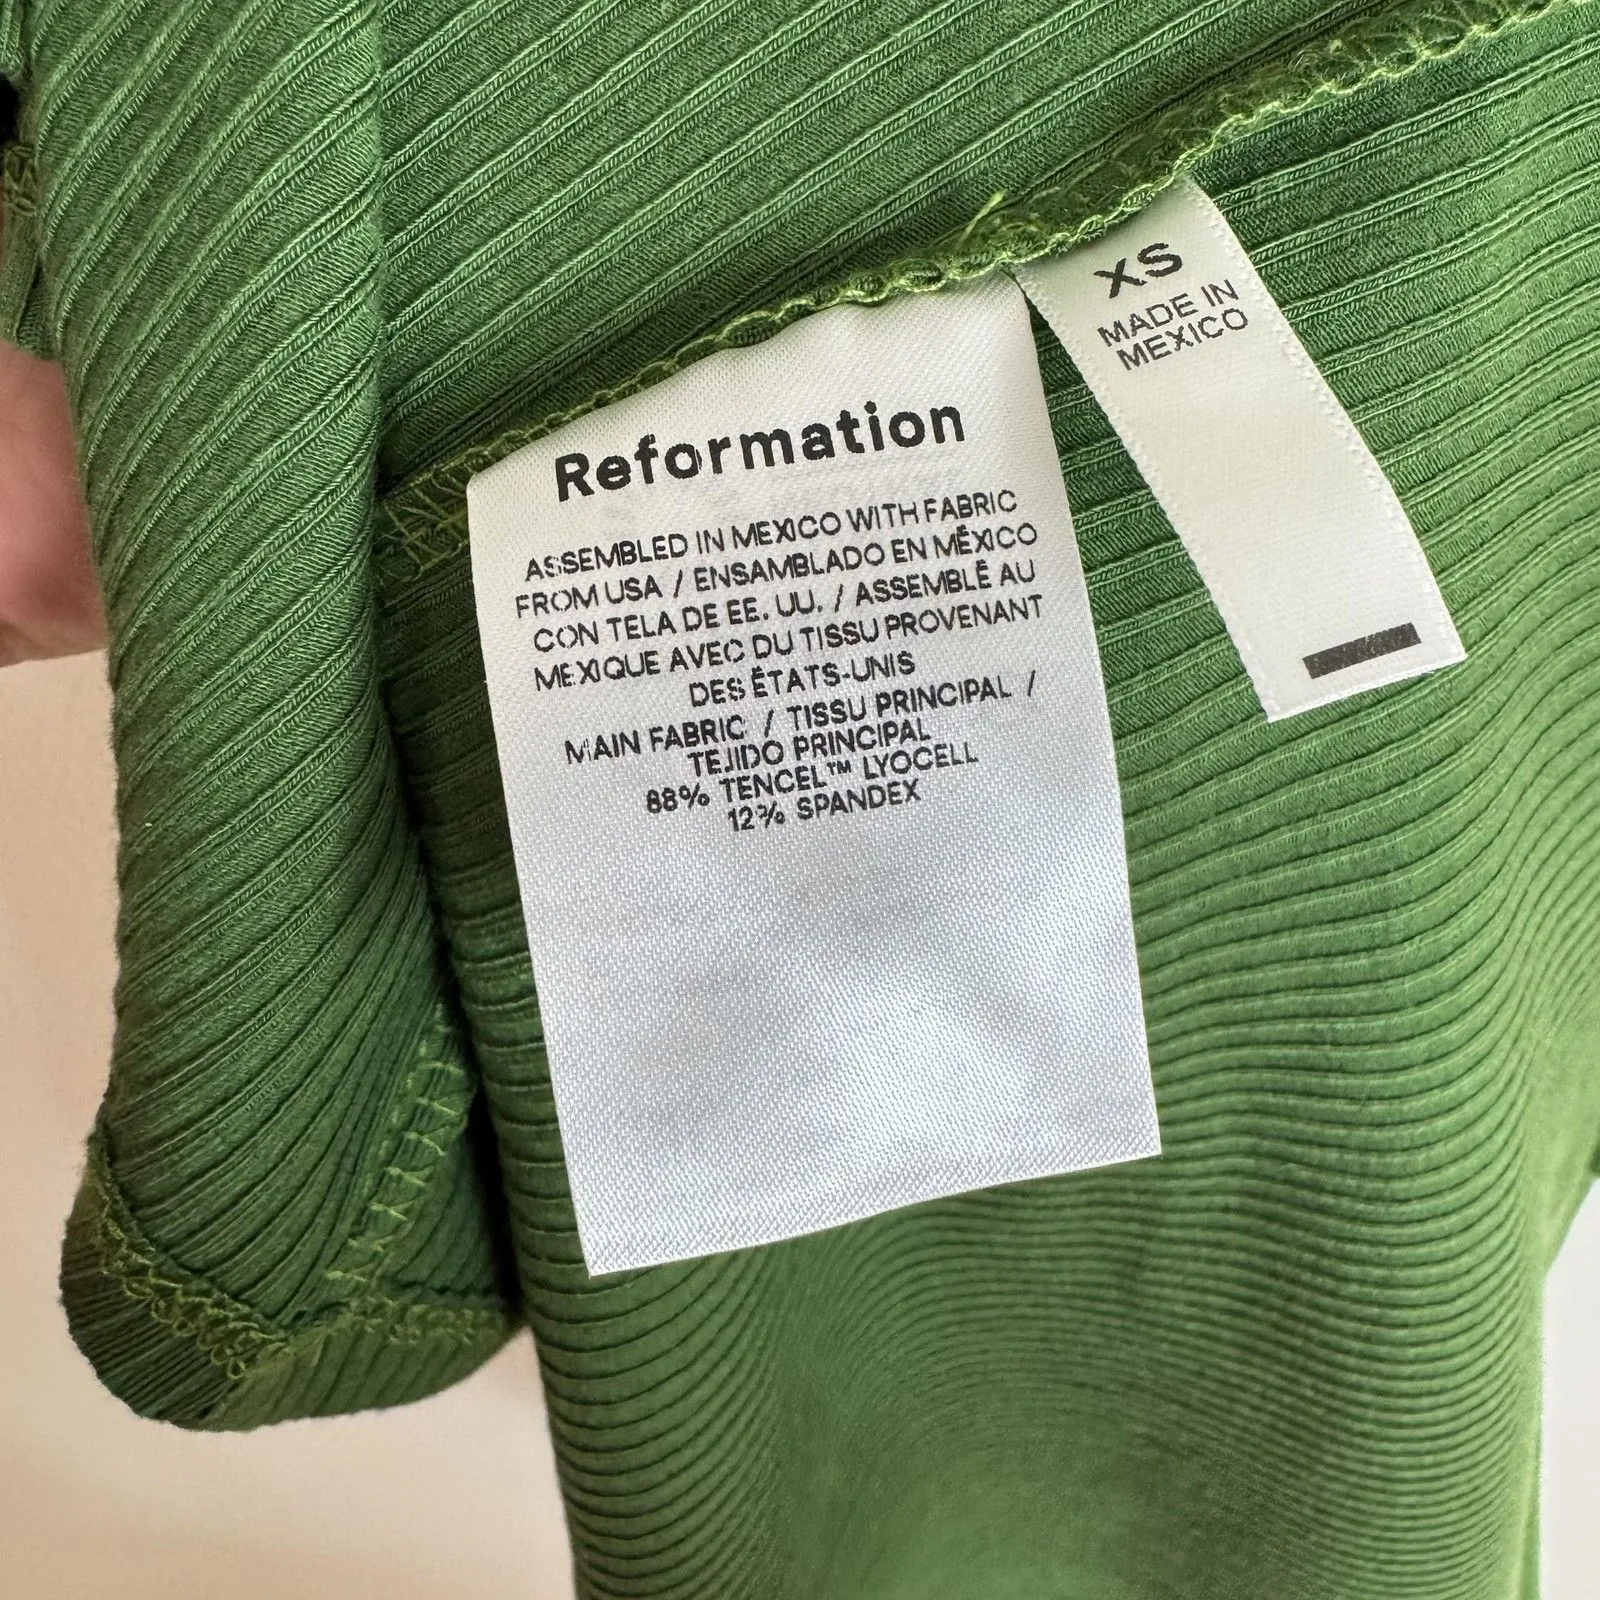 Reformation
ASSEMBLED IN MEXICO WITH FABRIC
FROM USA / ENSAMBLADO EN MÉXICO
CON TELA DE EE. UU. / ASSEMBLÉ AU
MEXIQUE AVEC DU TISSU PROVENANT
DES ÉTATS-UNIS
MAIN FABRIC / TISSU PRINCIPAL /
TEJIDO PRINCIPAL
88% TENCEL™ LYOCELL
12% SPANDEX
XS
MADE IN
MEXICO